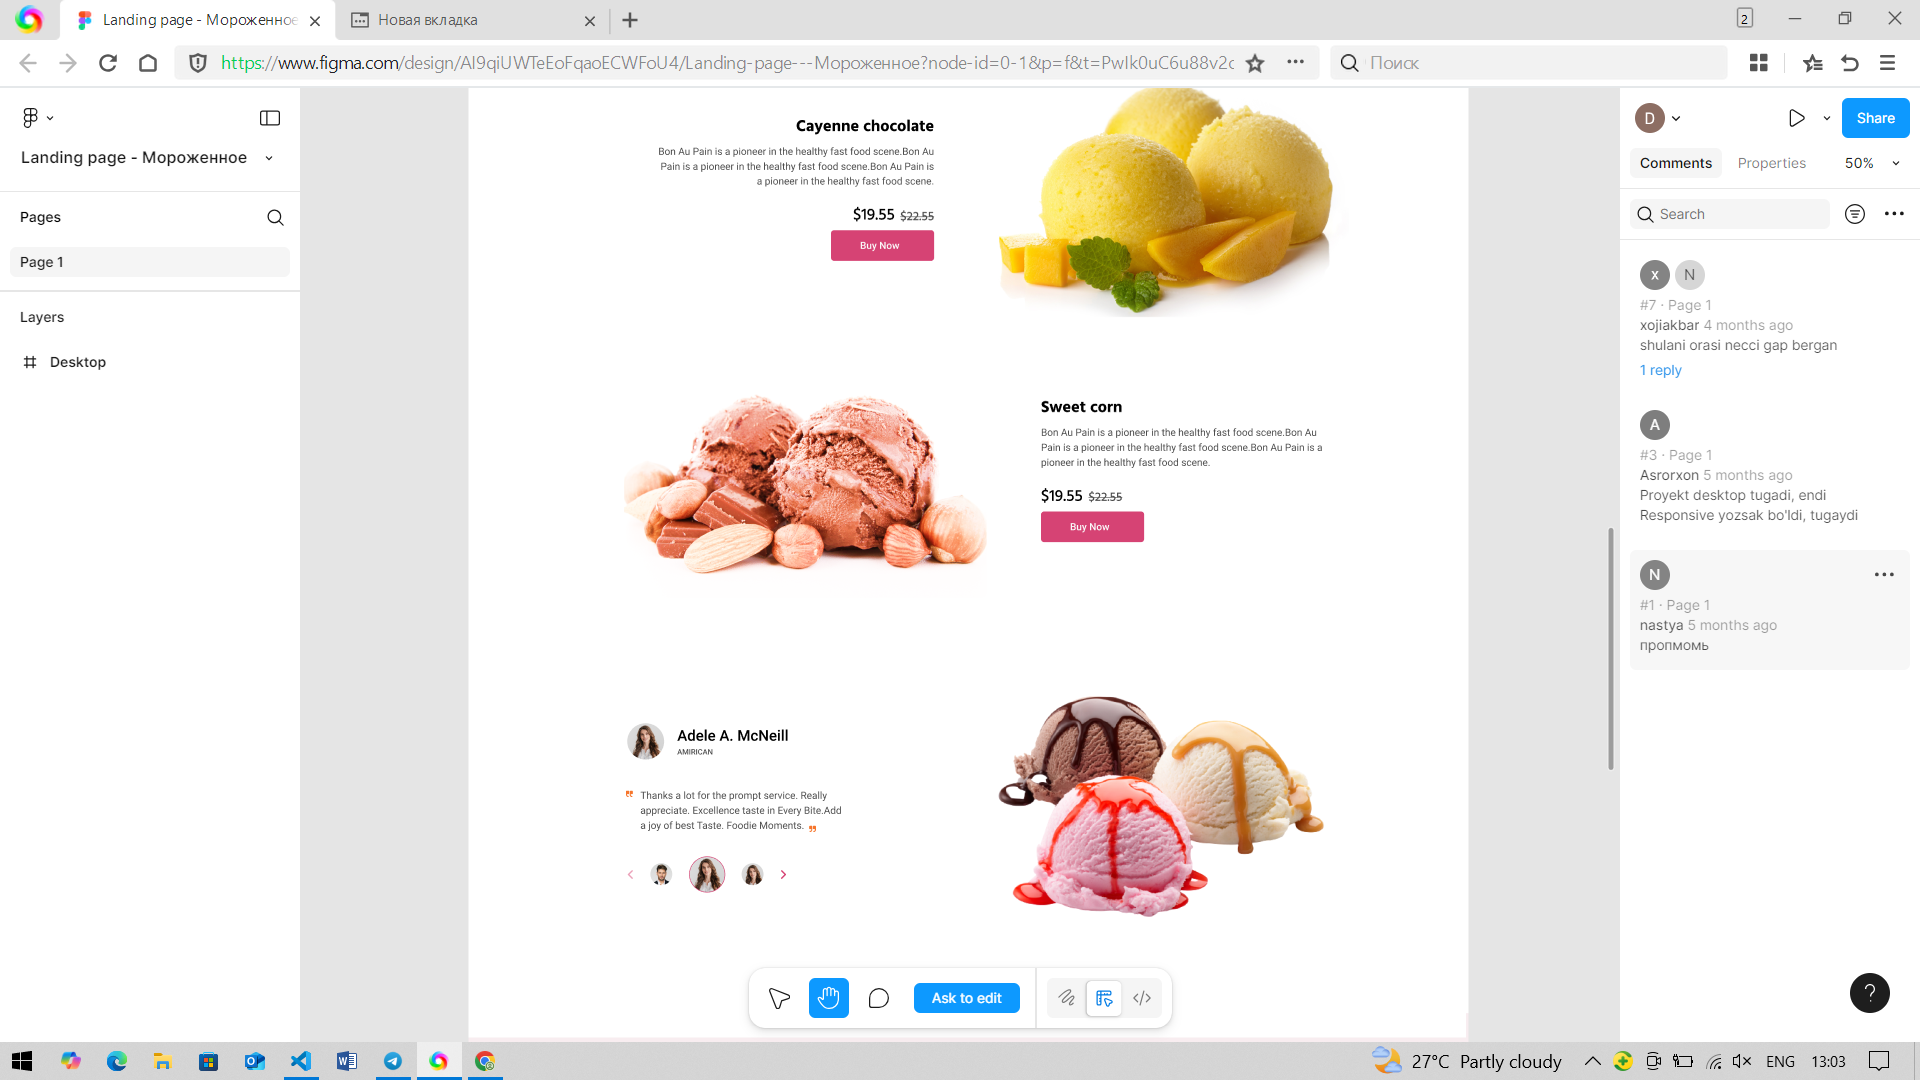 Landing page - Мороженное
Новая вкладка
2
https://www.figma.com/design/AI9qiUWTeEoFqaoECWFoU4/Landing-page---Мороженное?node-id=0-1&p=f&t=PwIk0uC6u88v2c
Поиск
Landing page - Мороженное
Pages
Page 1
Layers
Desktop
Cayenne chocolate
Bon Au Pain is a pioneer in the healthy fast food scene.Bon Au
Pain is a pioneer in the healthy fast food scene.Bon Au Pain is
a pioneer in the healthy fast food scene.
$19.55 $22.55
Buy Now
Sweet corn
Bon Au Pain is a pioneer in the healthy fast food scene.Bon Au
Pain is a pioneer in the healthy fast food scene.Bon Au Pain is a
pioneer in the healthy fast food scene.
$19.55 $22.55
Buy Now
Adele A. McNeill
AMIRICAN
Thanks a lot for the prompt service. Really
appreciate. Excellence taste in Every Bite.Add
a joy of best Taste. Foodie Moments.
Ask to edit
D
Share
Comments
Properties
50%
Search
x N
#7 · Page 1
xojiakbar 4 months ago
shulani orasi necci gap bergan
1 reply
A
#3 · Page 1
Asrorxon 5 months ago
Proyekt desktop tugadi, endi
Responsive yozsak bo'ldi, tugaydi
N
#1 · Page 1
nastya 5 months ago
пропмомь
?
27°C Partly cloudy
ENG
13:03